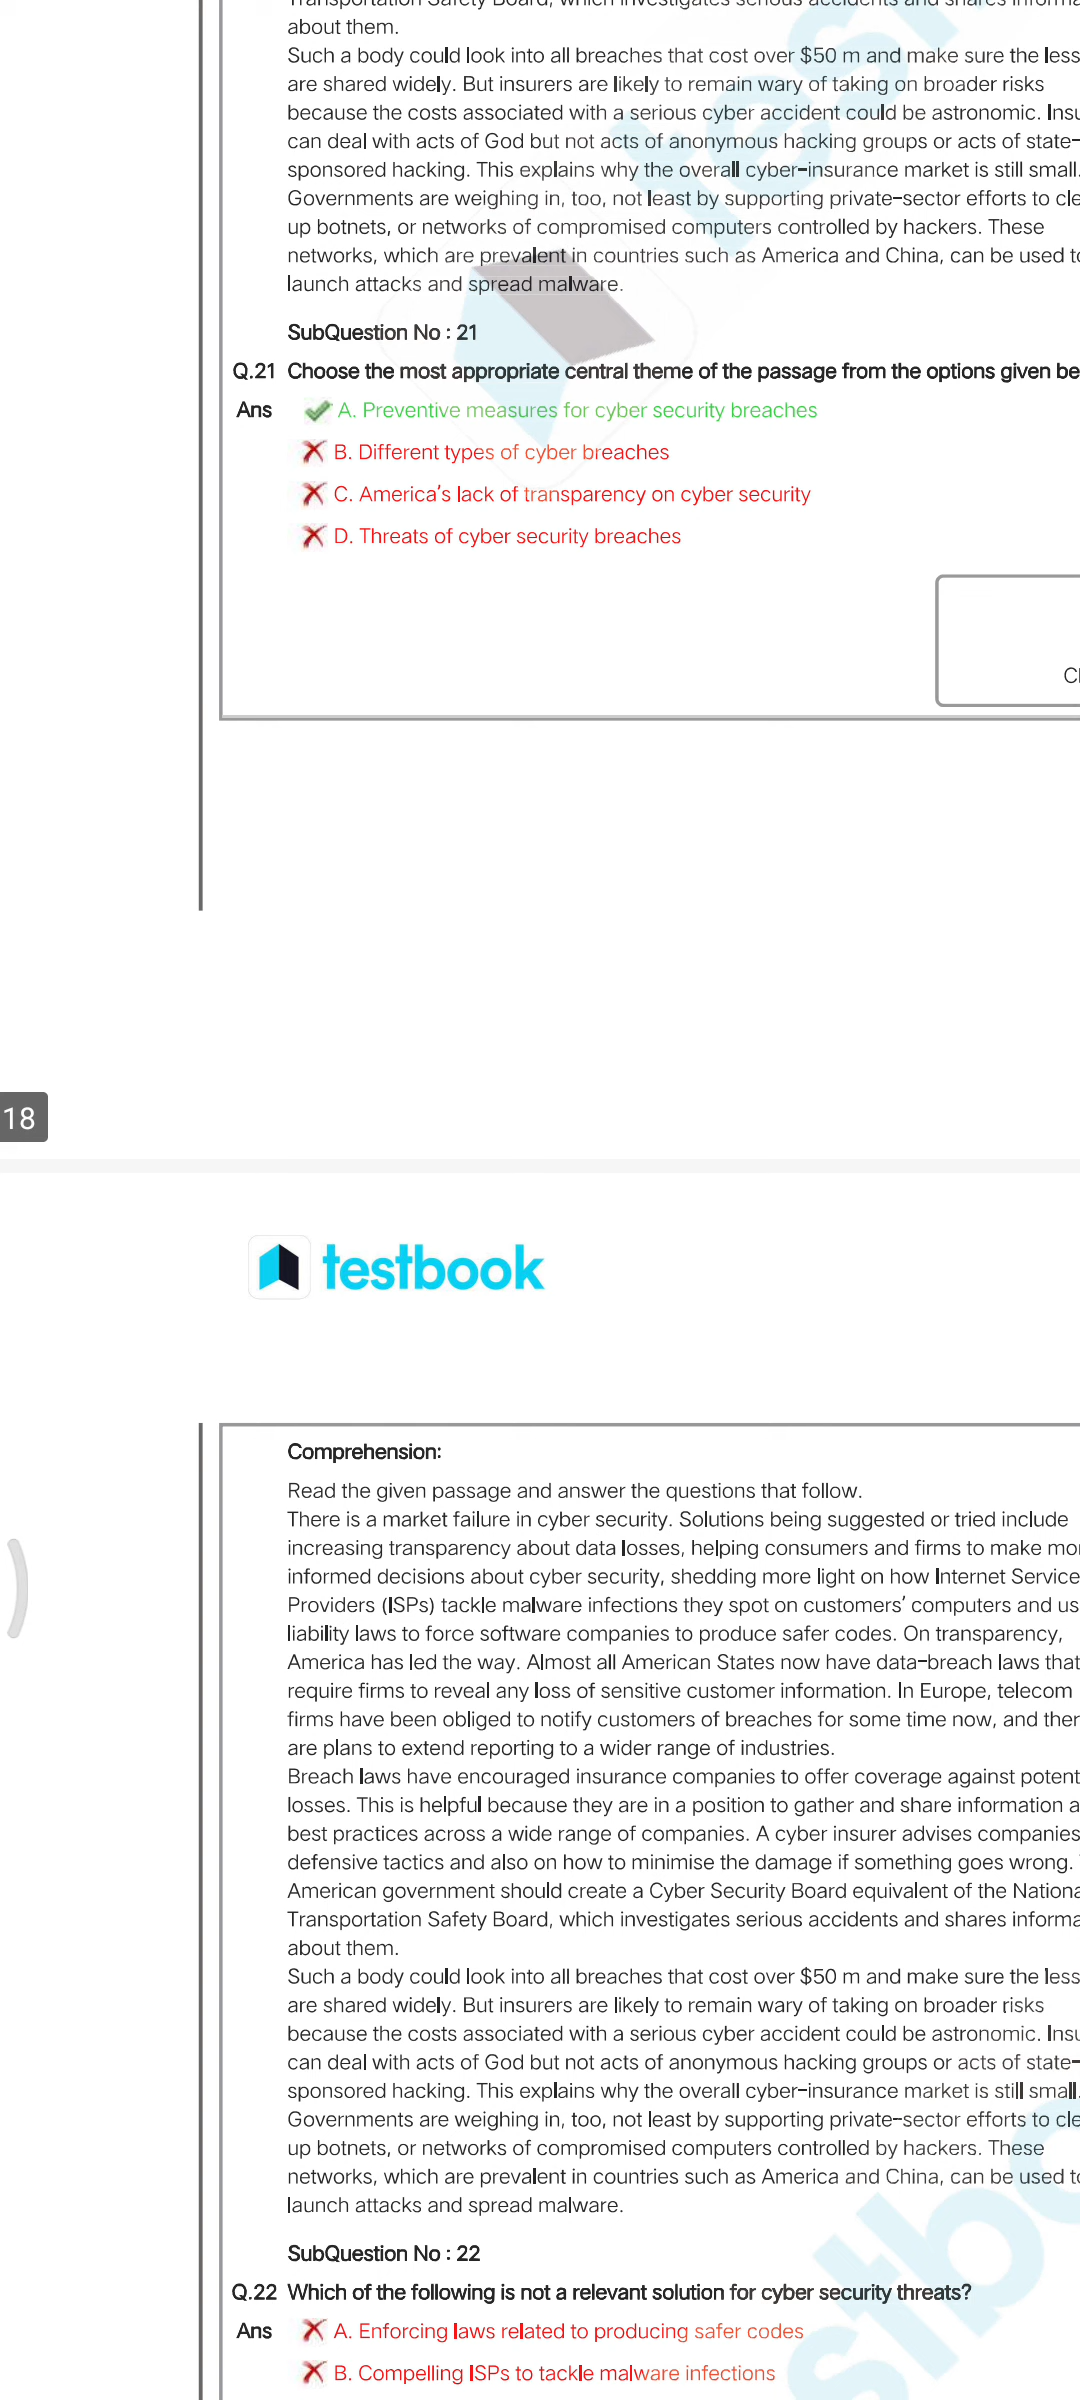 about them.
Such a body could look into all breaches that cost over $50 m and make sure the less
are shared widely. But insurers are likely to remain wary of taking on broader risks
because the costs associated with a serious cyber accident could be astronomic. Insu
can deal with acts of God but not acts of anonymous hacking groups or acts of state-
sponsored hacking. This explains why the overall cyber-insurance market is still small.
Governments are weighing in, too, not least by supporting private-sector efforts to cle
up botnets, or networks of compromised computers controlled by hackers. These
networks, which are prevalent in countries such as America and China, can be used to
launch attacks and spread malware.
SubQuestion No : 21
Q.21 Choose the most appropriate central theme of the passage from the options given be
Ans A. Preventive measures for cyber security breaches
B. Different types of cyber breaches
C. America's lack of transparency on cyber security
D. Threats of cyber security breaches
18
testbook
Comprehension:
Read the given passage and answer the questions that follow.
There is a market failure in cyber security. Solutions being suggested or tried include
increasing transparency about data losses, helping consumers and firms to make mor
informed decisions about cyber security, shedding more light on how Internet Service
Providers (ISPs) tackle malware infections they spot on customers' computers and us
liability laws to force software companies to produce safer codes. On transparency,
America has led the way. Almost all American States now have data-breach laws that
require firms to reveal any loss of sensitive customer information. In Europe, telecom
firms have been obliged to notify customers of breaches for some time now, and ther
are plans to extend reporting to a wider range of industries.
Breach laws have encouraged insurance companies to offer coverage against potent
losses. This is helpful because they are in a position to gather and share information a
best practices across a wide range of companies. A cyber insurer advises companies
defensive tactics and also on how to minimise the damage if something goes wrong.
American government should create a Cyber Security Board equivalent of the Nationa
Transportation Safety Board, which investigates serious accidents and shares informa
about them.
Such a body could look into all breaches that cost over $50 m and make sure the less
are shared widely. But insurers are likely to remain wary of taking on broader risks
because the costs associated with a serious cyber accident could be astronomic. Insu
can deal with acts of God but not acts of anonymous hacking groups or acts of state-
sponsored hacking. This explains why the overall cyber-insurance market is still small.
Governments are weighing in, too, not least by supporting private-sector efforts to cle
up botnets, or networks of compromised computers controlled by hackers. These
networks, which are prevalent in countries such as America and China, can be used to
launch attacks and spread malware.
SubQuestion No : 22
Q.22 Which of the following is not a relevant solution for cyber security threats?
Ans A. Enforcing laws related to producing safer codes
B. Compelling ISPs to tackle malware infections